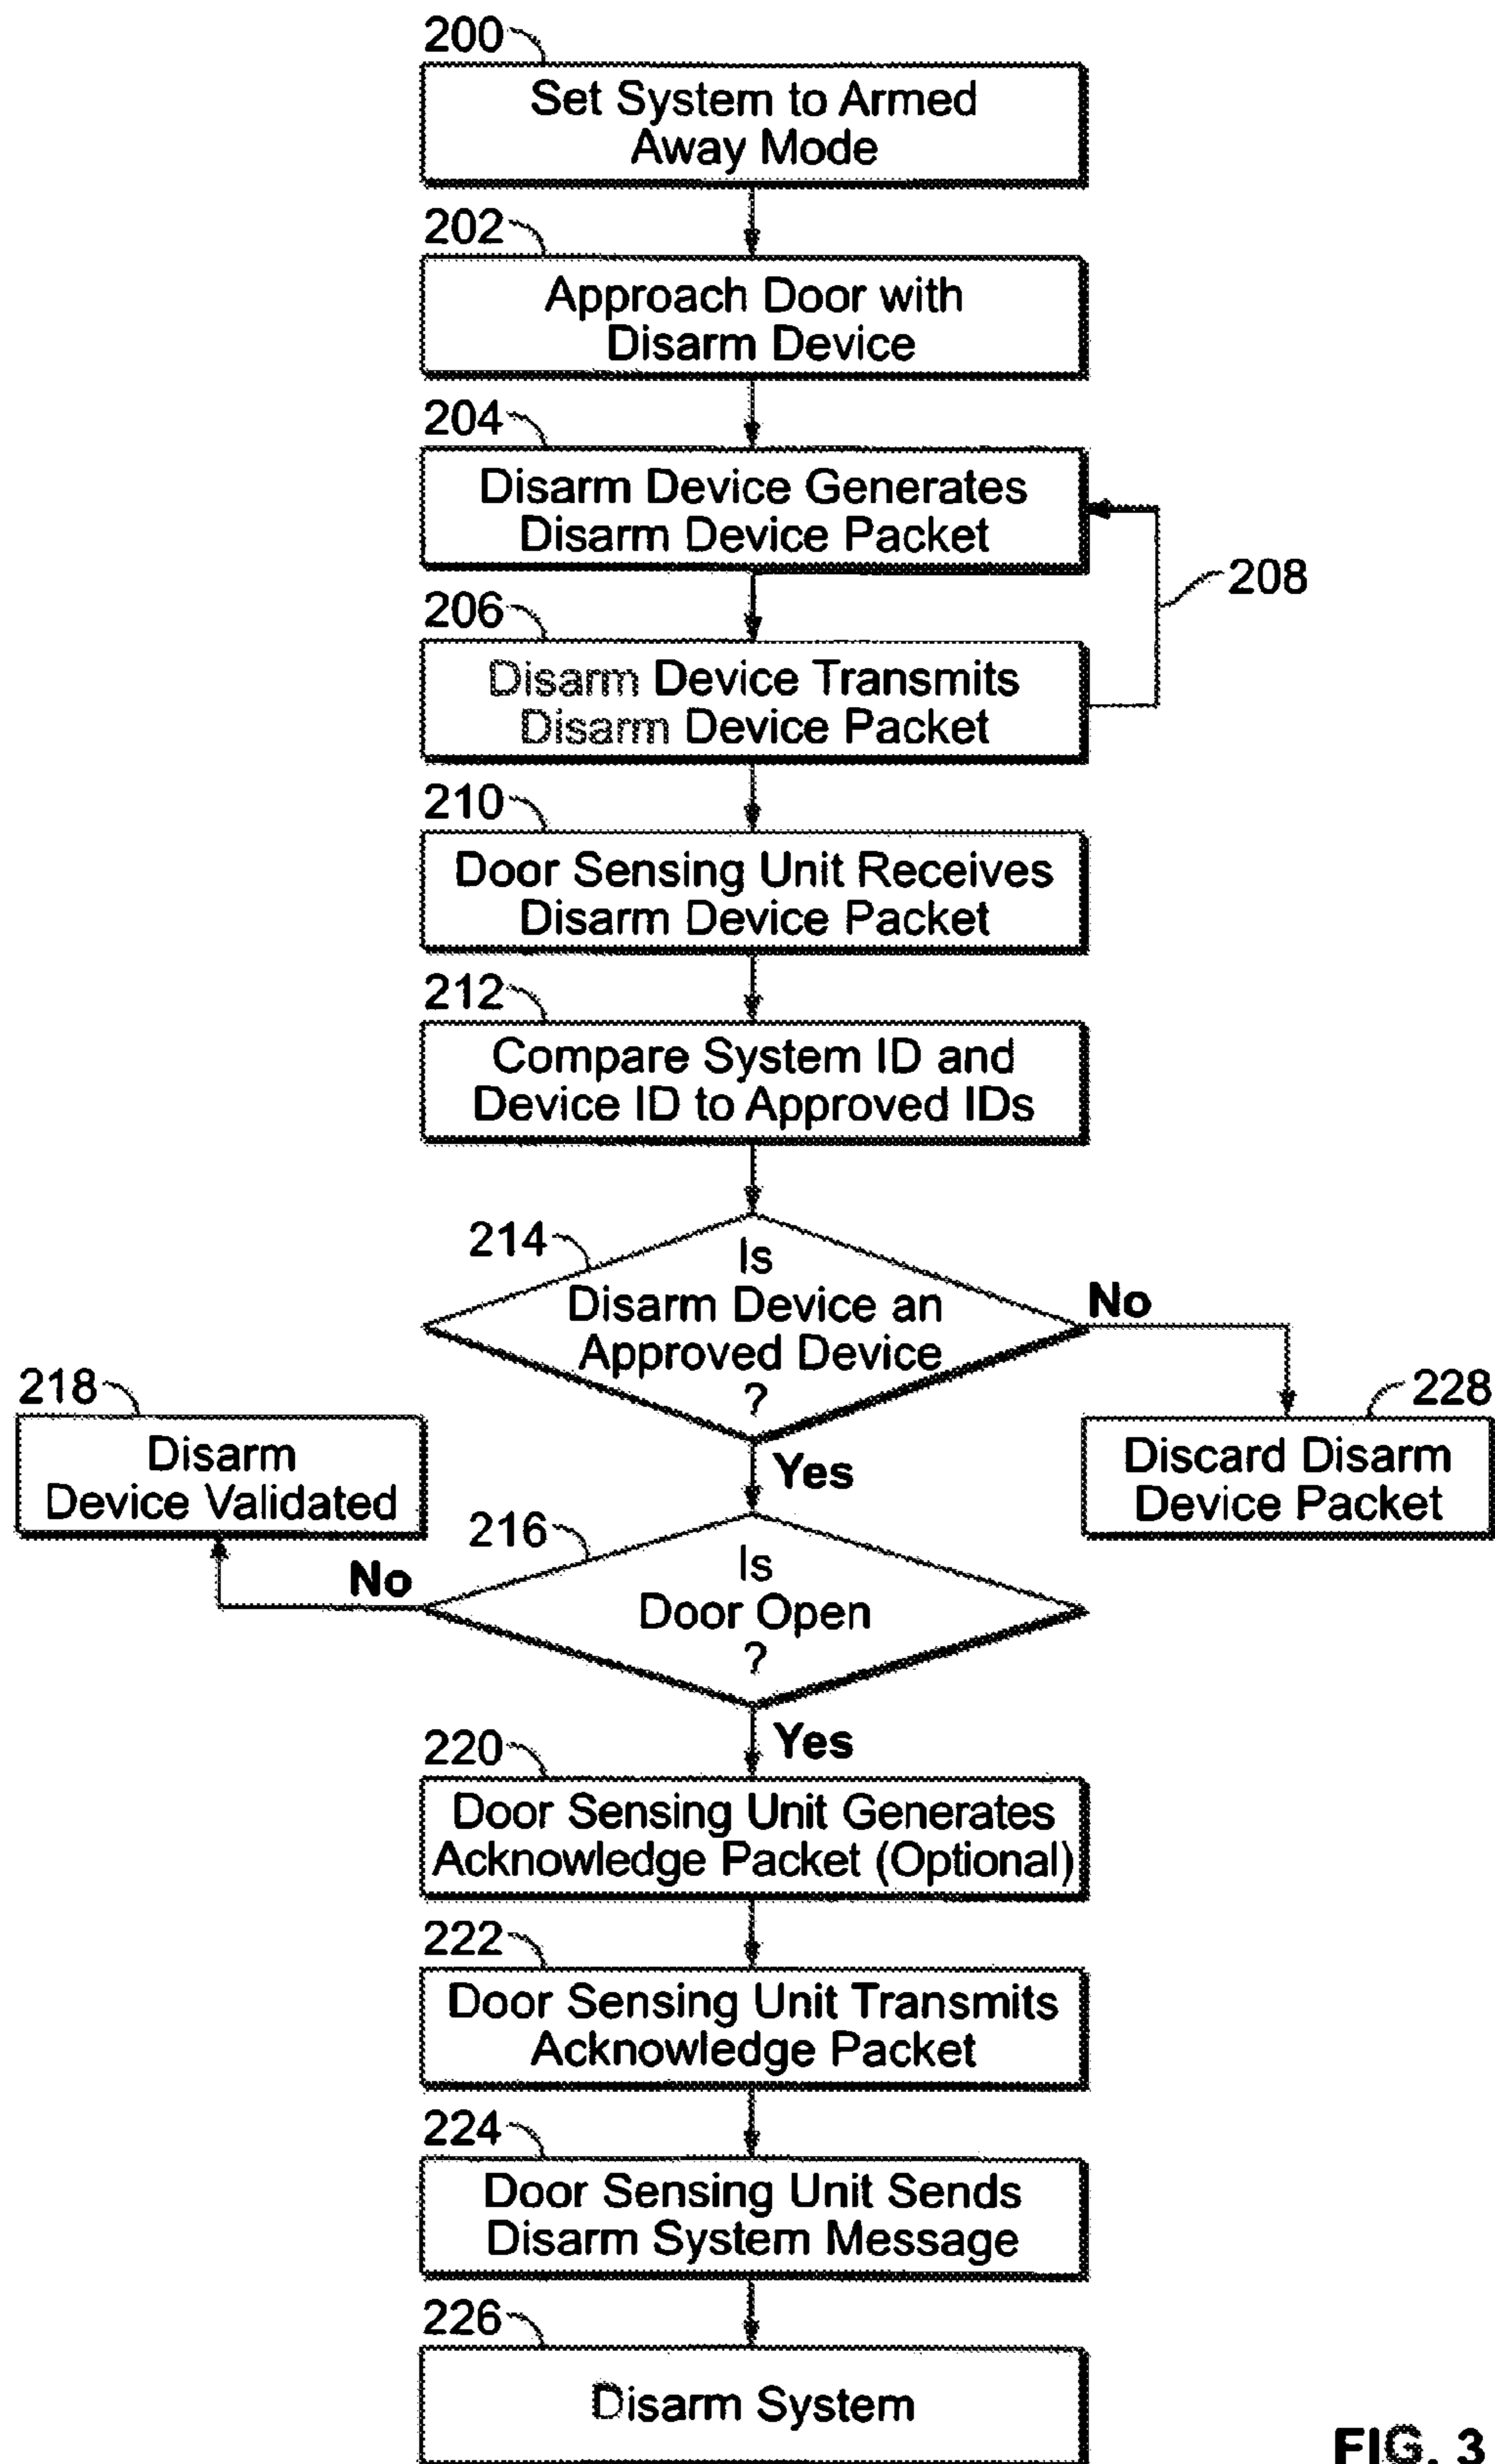 200
Set System to Armed
Away Mode
202
Approach Door with
Disarm Device
204
Disarm Device Generates
Disarm Device Packet
208
206
Disarm Device Transmits
Disarm Device Packet
210
Door Sensing Unit Receives
Disarm Device Packet
212
Compare System ID and
Device ID to Approved IDs
214
Is
Disarm Device an
Approved Device
?
No
Yes
218
Disarm
Device Validated
228
Discard Disarm
Device Packet
216
Is
Door Open
?
No
Yes
220
Door Sensing Unit Generates
Acknowledge Packet (Optional)
222
Door Sensing Unit Transmits
Acknowledge Packet
224
Door Sensing Unit Sends
Disarm System Message
226
Disarm System
FIG. 3